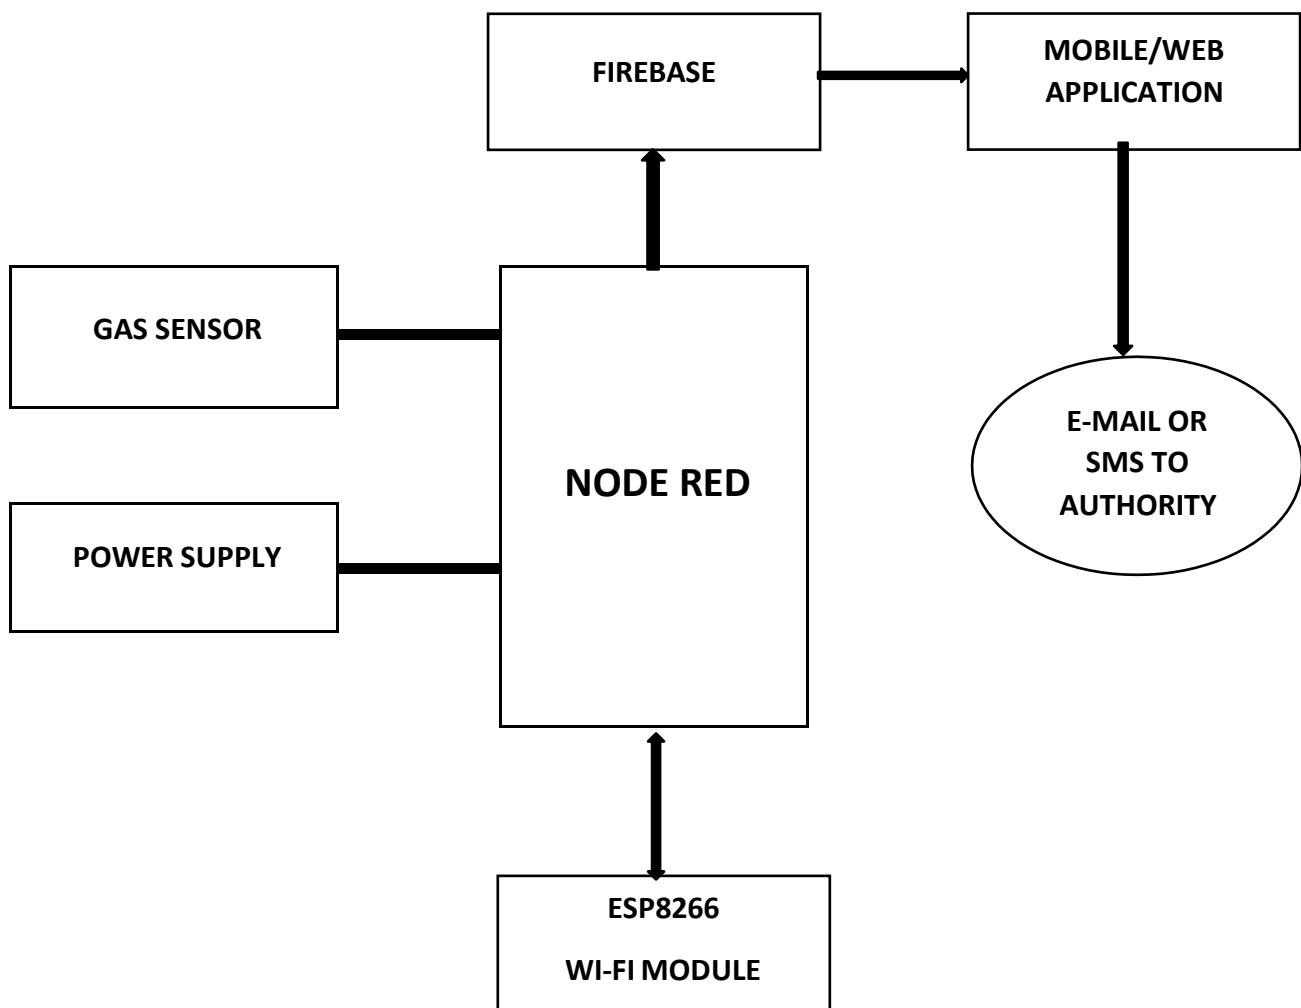 FIREBASE
MOBILE/WEB
APPLICATION
GAS SENSOR
NODE RED
E-MAIL OR
SMS TO
AUTHORITY
POWER SUPPLY
ESP8266
WI-FI MODULE